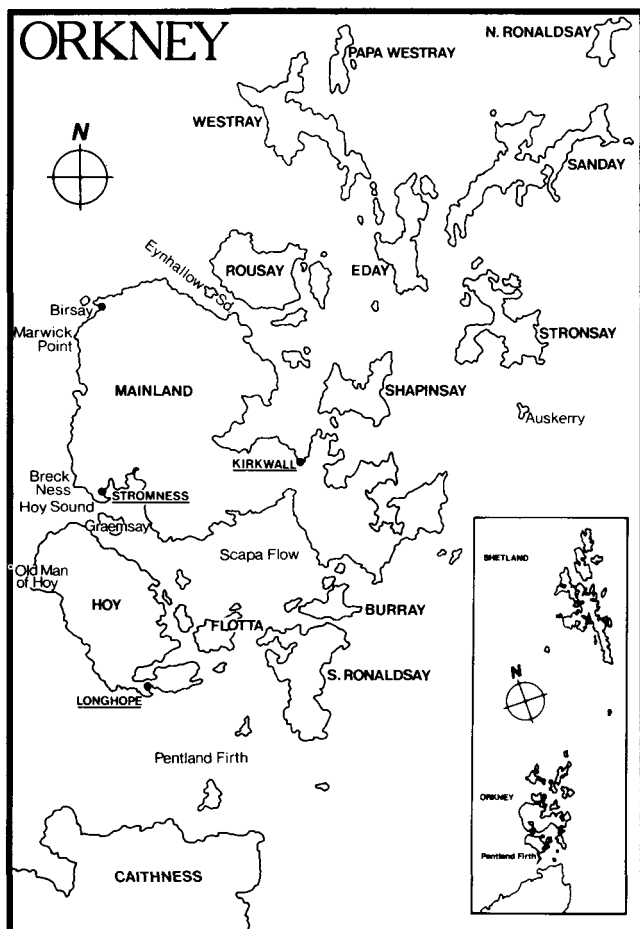 ORKNEY
N. RONALDSAY
PAPA WESTRAY
WESTRAY
N
SANDAY
Eynhallow Sd
ROUSAY
EDAY
Birsay
Marwick
Point
STRONSAY
MAINLAND
SHAPINSAY
Auskerry
KIRKWALL
Breck
Ness
STROMNESS
Hoy Sound
Graemsay
Scapa Flow
Old Man
of Hoy
HOY
BURRAY
FLOTTA
S. RONALDSAY
LONGHOPE
Pentland Firth
CAITHNESS
SHETLAND
N
ORKNEY
Pentland Firth